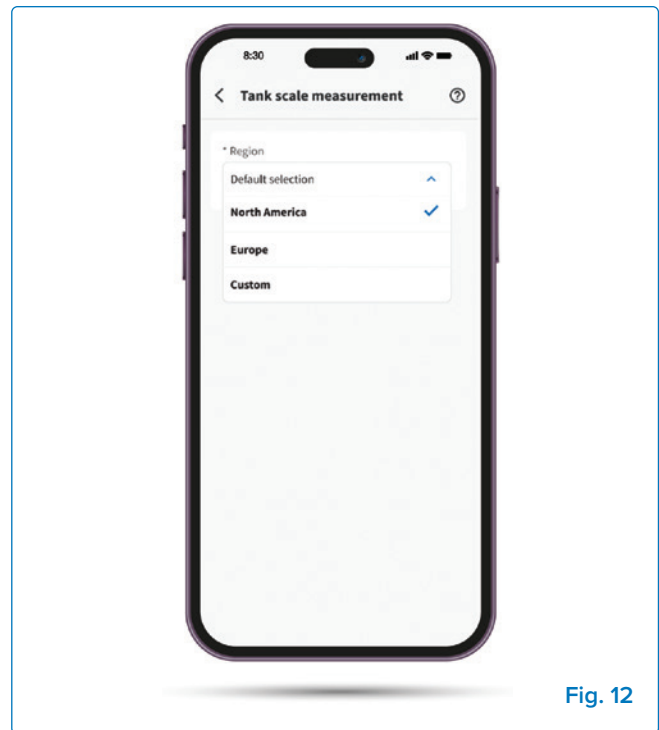 8:30
Tank scale measurement
* Region
Default selection
North America
Europe
Custom
Fig. 12